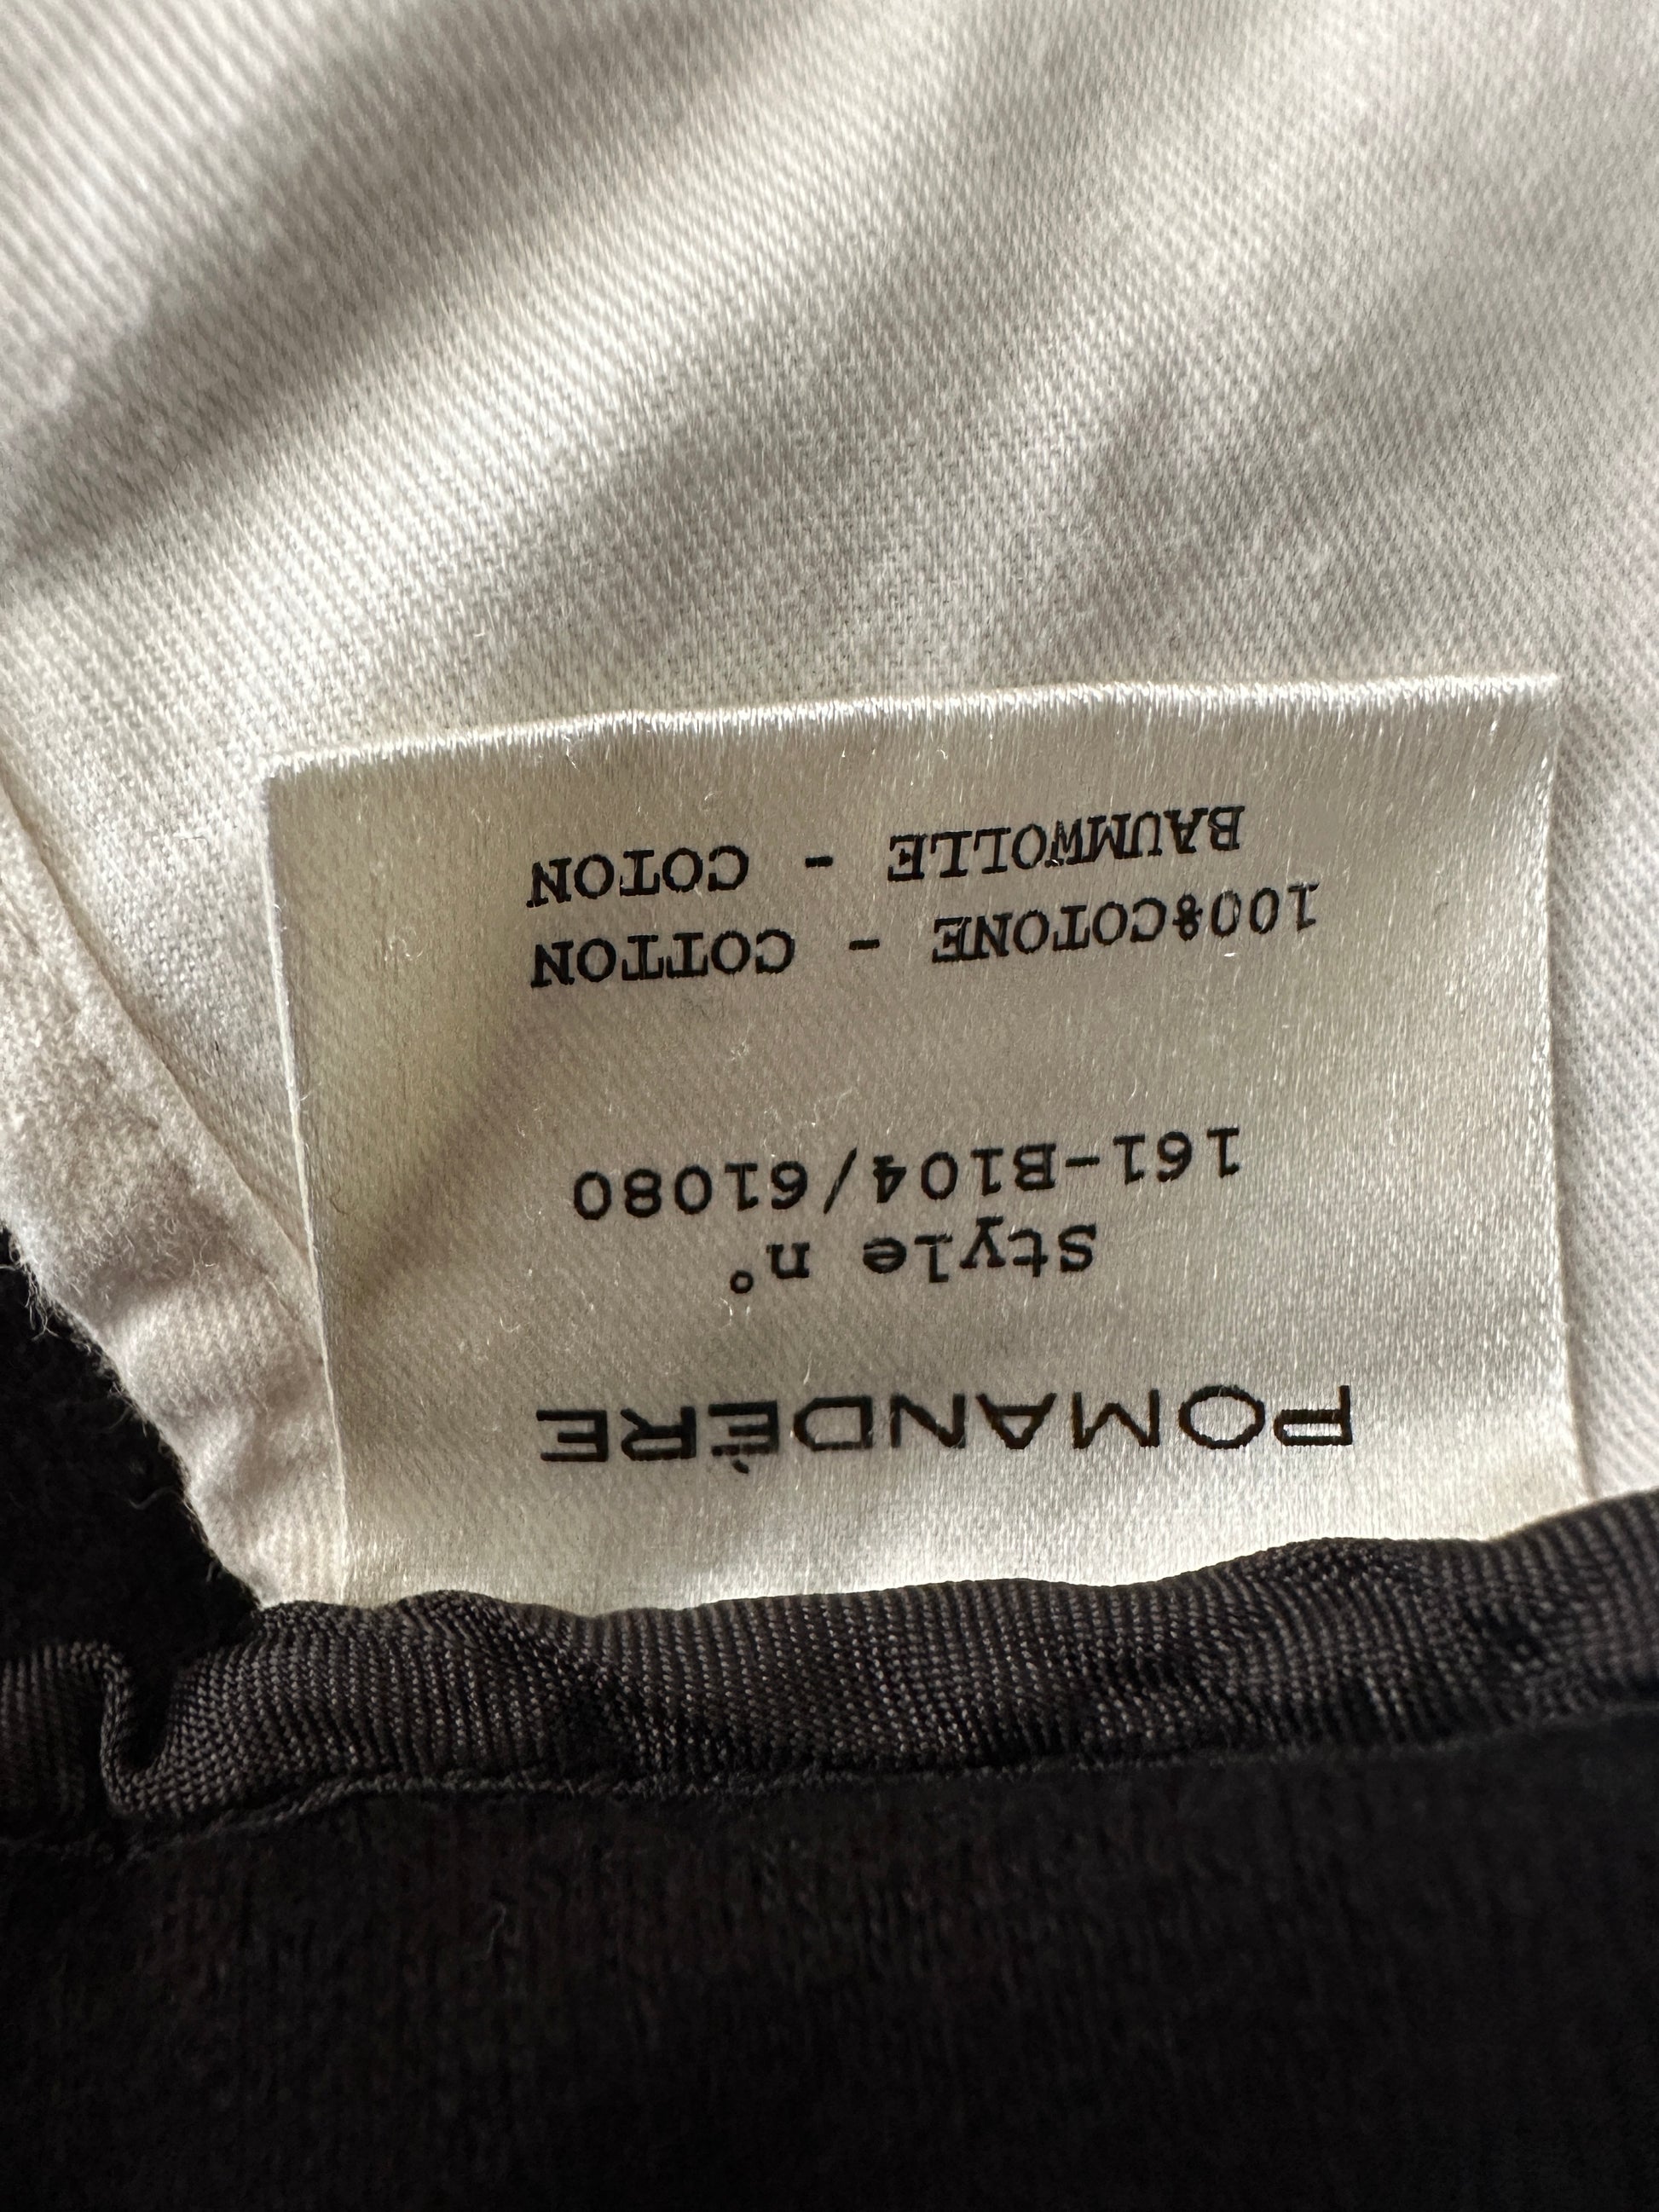 POMANDÈRE
Style n°
161-B104/61080
100%COTONE - COTTON
BAUMWOLLE - COTON